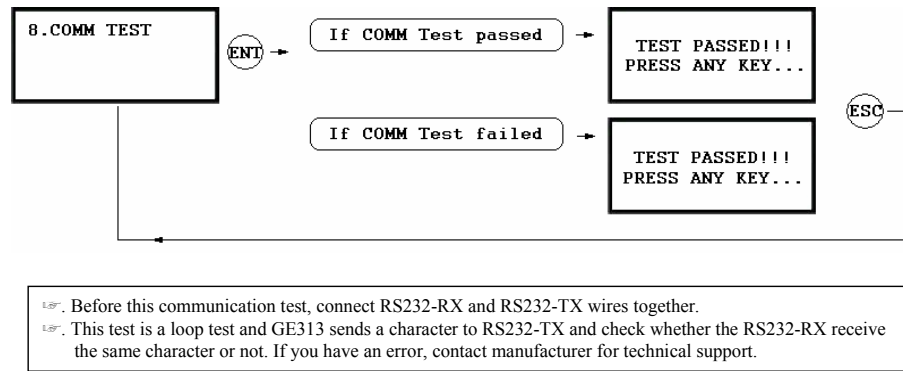 8.COMM TEST
ENT
If COMM Test passed
TEST PASSED!!!
PRESS ANY KEY...
ESC
If COMM Test failed
TEST PASSED!!!
PRESS ANY KEY...
☞. Before this communication test, connect RS232-RX and RS232-TX wires together.
☞. This test is a loop test and GE313 sends a character to RS232-TX and check whether the RS232-RX receive
the same character or not. If you have an error, contact manufacturer for technical support.